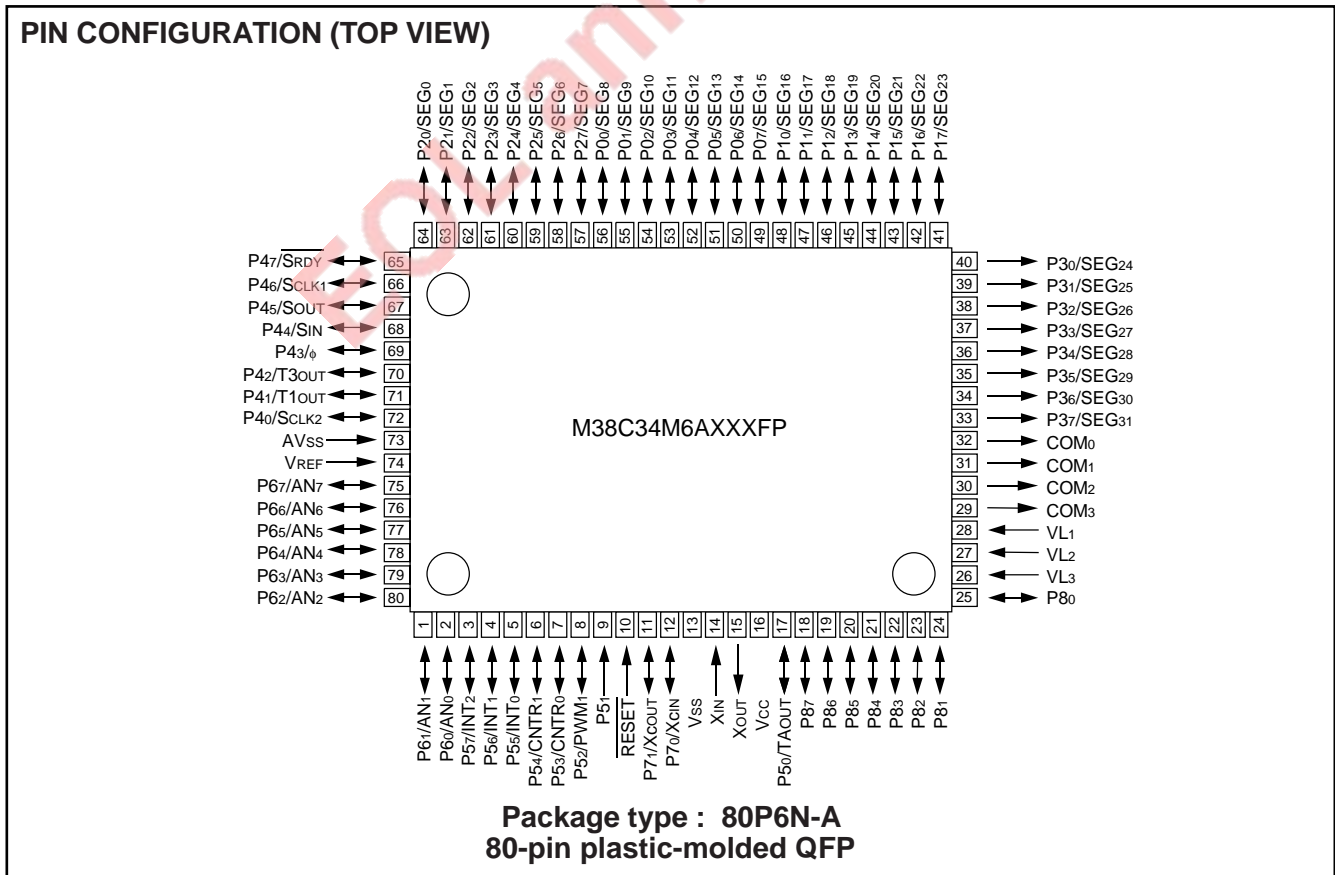 EOL ann
PIN CONFIGURATION (TOP VIEW)
P20/SEG0
P21/SEG1
P22/SEG2
P23/SEG3
P24/SEG4
P25/SEG5
P26/SEG6
P27/SEG7
P00/SEG8
P01/SEG9
P02/SEG10
P03/SEG11
P04/SEG12
P05/SEG13
P06/SEG14
P07/SEG15
P10/SEG16
P11/SEG17
P12/SEG18
P13/SEG19
P14/SEG20
P15/SEG21
P16/SEG22
P17/SEG23
64 63 62 61 60 59 58 57 56 55 54 53 52 51 50 49 48 47 46 45 44 43 42 41
P47/SRDY 65
P46/SCLK1 66
P45/SOUT 67
P44/SIN 68
P43/ϕ 69
P42/T3OUT 70
P41/T1OUT 71
P40/SCLK2 72
AVSS 73
VREF 74
P67/AN7 75
P66/AN6 76
P65/AN5 77
P64/AN4 78
P63/AN3 79
P62/AN2 80
M38C34M6AXXXFP
40 P30/SEG24
39 P31/SEG25
38 P32/SEG26
37 P33/SEG27
36 P34/SEG28
35 P35/SEG29
34 P36/SEG30
33 P37/SEG31
32 COM0
31 COM1
30 COM2
29 COM3
28 VL1
27 VL2
26 VL3
25 P80
1 2 3 4 5 6 7 8 9 10 11 12 13 14 15 16 17 18 19 20 21 22 23 24
P61/AN1
P60/AN0
P57/INT2
P56/INT1
P55/INT0
P54/CNTR1
P53/CNTR0
P52/PWM1
P51
RESET
P71/XCOUT
P70/XCIN
VSS
XIN
XOUT
VCC
P50/TAOUT
P87
P86
P85
P84
P83
P82
P81
Package type : 80P6N-A
80-pin plastic-molded QFP